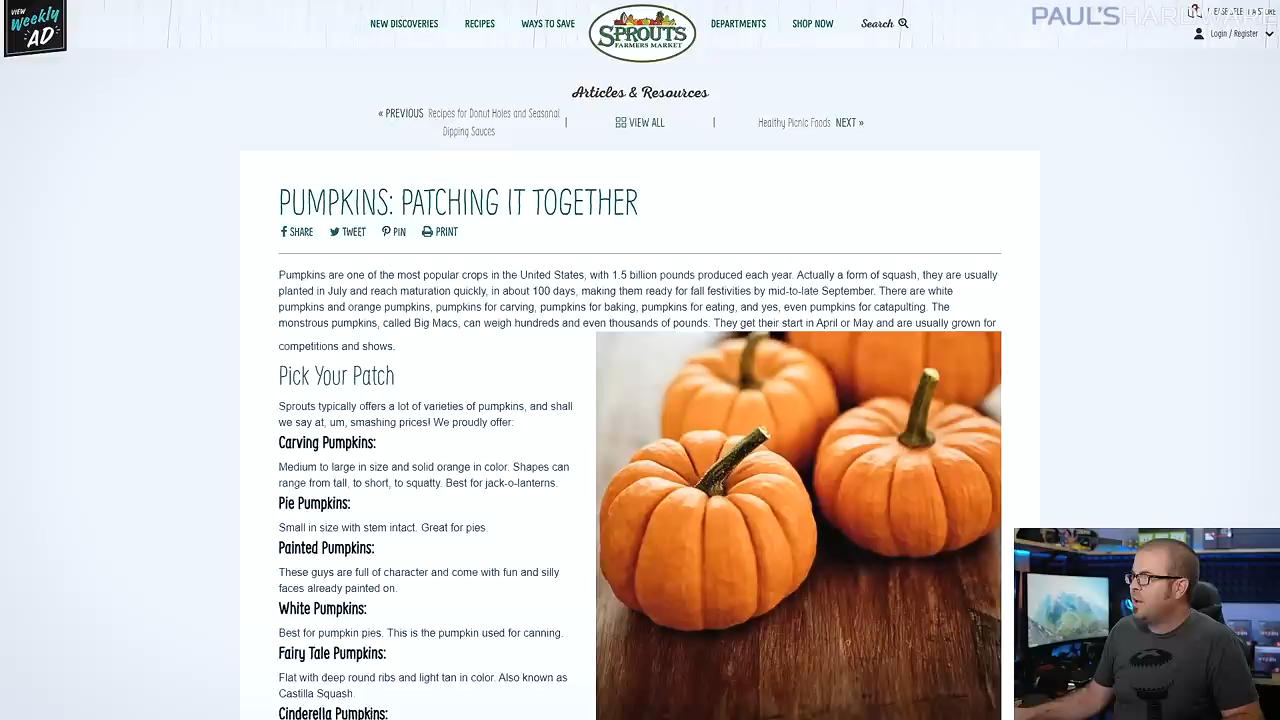 VIEW
Weekly
AD
NEW DISCOVERIES
RECIPES
WAYS TO SAVE
SPROUTS
FARMERS MARKET
DEPARTMENTS
SHOP NOW
Search
PAUL'S HARDWARE
Login / Register
Articles & Resources
« PREVIOUS Recipes for Donut Holes and Seasonal
Dipping Sauces
|
VIEW ALL
|
Healthy Picnic Foods NEXT »
PUMPKINS: PATCHING IT TOGETHER
SHARE
TWEET
PIN
PRINT
Pumpkins are one of the most popular crops in the United States, with 1.5 billion pounds produced each year. Actually a form of squash, they are usually
planted in July and reach maturation quickly, in about 100 days, making them ready for fall festivities by mid-to-late September. There are white
pumpkins and orange pumpkins, pumpkins for carving, pumpkins for baking, pumpkins for eating, and yes, even pumpkins for catapulting. The
monstrous pumpkins, called Big Macs, can weigh hundreds and even thousands of pounds. They get their start in April or May and are usually grown for
competitions and shows.
Pick Your Patch
Sprouts typically offers a lot of varieties of pumpkins, and shall
we say at, um, smashing prices! We proudly offer:
Carving Pumpkins:
Medium to large in size and solid orange in color. Shapes can
range from tall, to short, to squatty. Best for jack-o-lanterns.
Pie Pumpkins:
Small in size with stem intact. Great for pies.
Painted Pumpkins:
These guys are full of character and come with fun and silly
faces already painted on.
White Pumpkins:
Best for pumpkin pies. This is the pumpkin used for canning.
Fairy Tale Pumpkins:
Flat with deep round ribs and light tan in color. Also known as
Castilla Squash.
Cinderella Pumpkins: